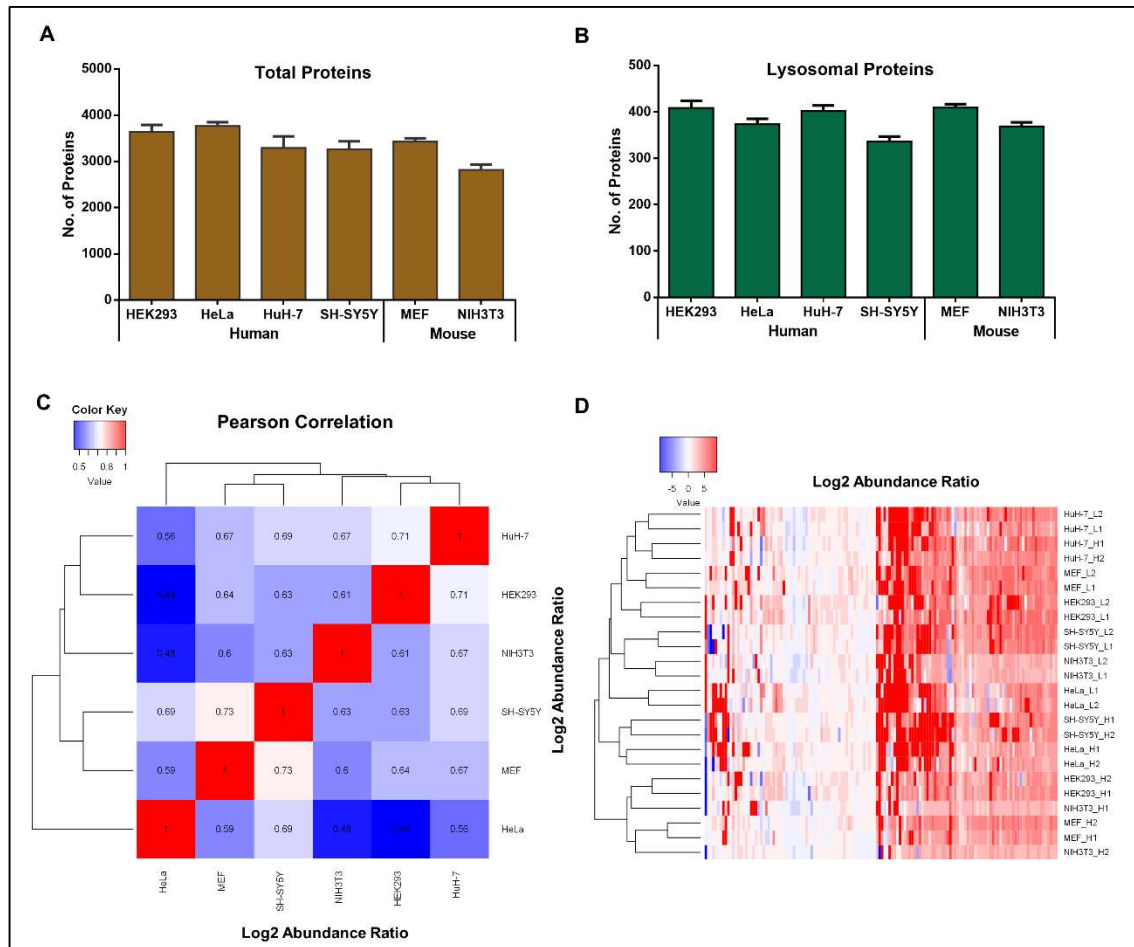 A
Total Proteins
No. of Proteins
5000
4000
3000
2000
1000
0
HEK293 HeLa HuH-7 SH-SY5Y MEF NIH3T3
Human Mouse
B
Lysosomal Proteins
No. of Proteins
500
400
300
200
100
0
HEK293 HeLa HuH-7 SH-SY5Y MEF NIH3T3
Human Mouse
C
Color Key
0.5 0.8 1
Value
Pearson Correlation
0.56 0.67 0.69 0.67 0.71 1 HuH-7
0.64 0.63 0.61 1 0.71 HEK293
0.48 0.6 0.63 1 0.61 0.67 NIH3T3
0.69 0.73 1 0.63 0.63 0.69 SH-SY5Y
0.59 1 0.73 0.6 0.64 0.67 MEF
1 0.59 0.69 0.48 0.44 0.56 HeLa
HeLa MEF SH-SY5Y NIH3T3 HEK293 HuH-7
Log2 Abundance Ratio
Log2 Abundance Ratio
D
-5 0 5
Value
Log2 Abundance Ratio
HuH-7_L2
HuH-7_L1
HuH-7_H1
HuH-7_H2
MEF_L2
MEF_L1
HEK293_L2
HEK293_L1
SH-SY5Y_L2
SH-SY5Y_L1
NIH3T3_L2
NIH3T3_L1
HeLa_L1
HeLa_L2
SH-SY5Y_H1
SH-SY5Y_H2
HeLa_H1
HeLa_H2
HEK293_H2
HEK293_H1
NIH3T3_H1
MEF_H2
MEF_H1
NIH3T3_H2